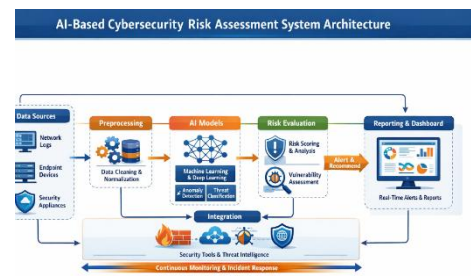 AI-Based Cybersecurity Risk Assessment System Architecture
Data Sources
Network
Logs
Endpoint
Devices
Security
Appliances
Preprocessing
Data Cleaning &
Normalization
AI Models
Machine Learning
& Deep Learning
Anomaly
Detection
Threat
Classification
Risk Evaluation
Risk Scoring
& Analysis
Vulnerability
Assessment
Alert &
Recommend
Reporting & Dashboard
Real-Time Alerts & Reports
Integration
Security Tools & Threat Intelligence
Continuous Monitoring & Incident Response